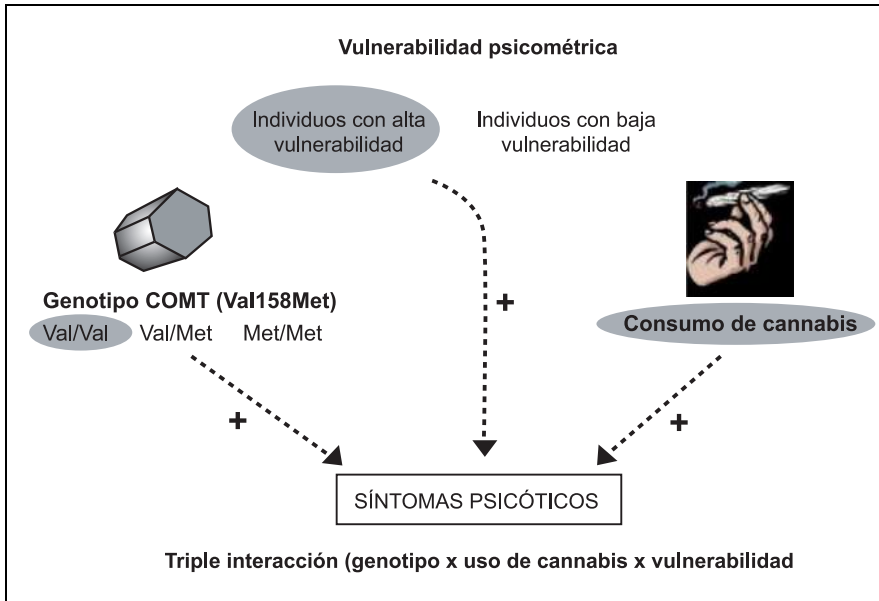 Vulnerabilidad psicométrica
Individuos con alta
vulnerabilidad
Individuos con baja
vulnerabilidad
Genotipo COMT (Val158Met)
Val/Val Val/Met Met/Met
+
+
Consumo de cannabis
+
SÍNTOMAS PSICÓTICOS
Triple interacción (genotipo x uso de cannabis x vulnerabilidad